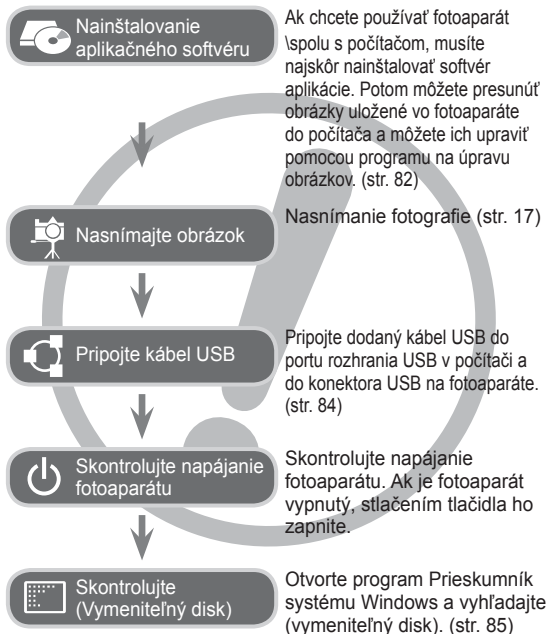 Nainštalovanie
aplikačného softvéru
Ak chcete používať fotoaparát
\spolu s počítačom, musíte
najskôr nainštalovať softvér
aplikácie. Potom môžete presunúť
obrázky uložené vo fotoaparáte
do počítača a môžete ich upraviť
pomocou programu na úpravu
obrázkov. (str. 82)
Nasnímajte obrázok
Nasnímanie fotografie (str. 17)
Pripojte kábel USB
Pripojte dodaný kábel USB do
portu rozhrania USB v počítači a
do konektora USB na fotoaparáte.
(str. 84)
Skontrolujte napájanie
fotoaparátu
Skontrolujte napájanie
fotoaparátu. Ak je fotoaparát
vypnutý, stlačením tlačidla ho
zapnite.
Skontrolujte
(Vymeniteľný disk)
Otvorte program Prieskumník
systému Windows a vyhľadajte
(vymeniteľný disk). (str. 85)